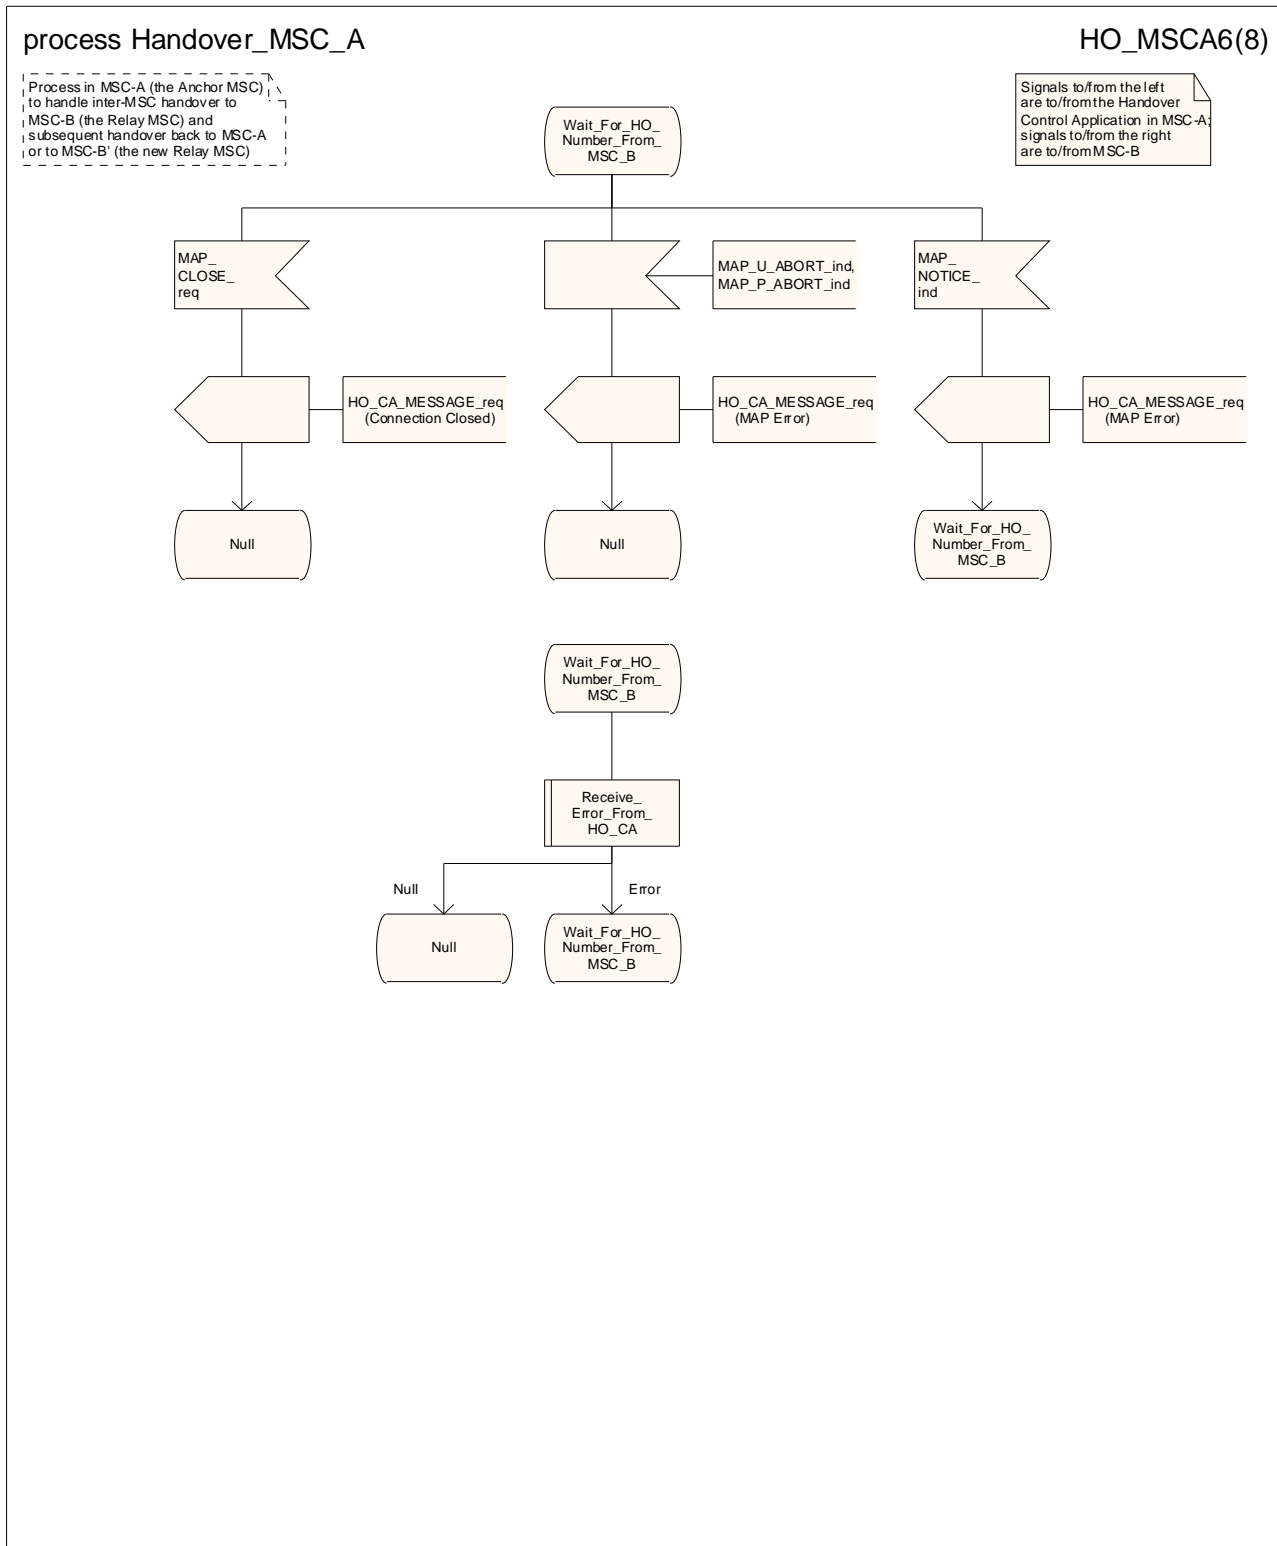 process Handover_MSC_A
HO_MSCA6(8)
Process in MSC-A (the Anchor MSC)
to handle inter-MSC handover to
MSC-B (the Relay MSC) and
subsequent handover back to MSC-A
or to MSC-B' (the new Relay MSC)
Signals to/from the left
are to/from the Handover
Control Application in MSC-A;
signals to/from the right
are to/from MSC-B
Wait_For_HO_
Number_From_
MSC_B
MAP_
CLOSE_
req
MAP_U_ABORT_ind,
MAP_P_ABORT_ind
MAP_
NOTICE_
ind
HO_CA_MESSAGE_req
(Connection Closed)
HO_CA_MESSAGE_req
(MAP Error)
HO_CA_MESSAGE_req
(MAP Error)
Null
Null
Wait_For_HO_
Number_From_
MSC_B
Wait_For_HO_
Number_From_
MSC_B
Receive_
Error_From_
HO_CA
Null
Error
Null
Wait_For_HO_
Number_From_
MSC_B